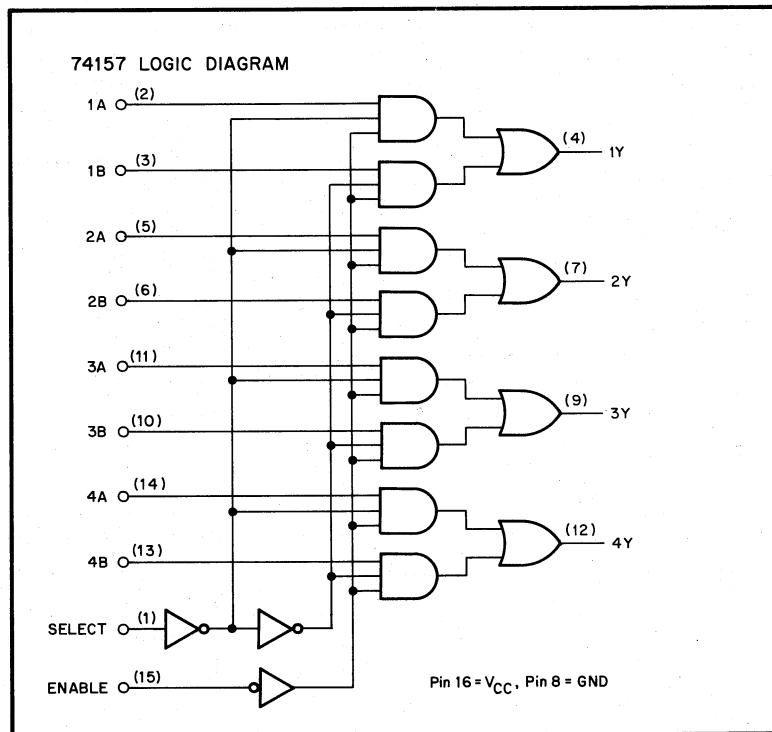 74157 LOGIC DIAGRAM
1A (2)
(4) 1Y
1B (3)
2A (5)
(7) 2Y
2B (6)
3A (11)
(9) 3Y
3B (10)
4A (14)
(12) 4Y
4B (13)
SELECT (1)
ENABLE (15)
Pin 16 = VCC, Pin 8 = GND